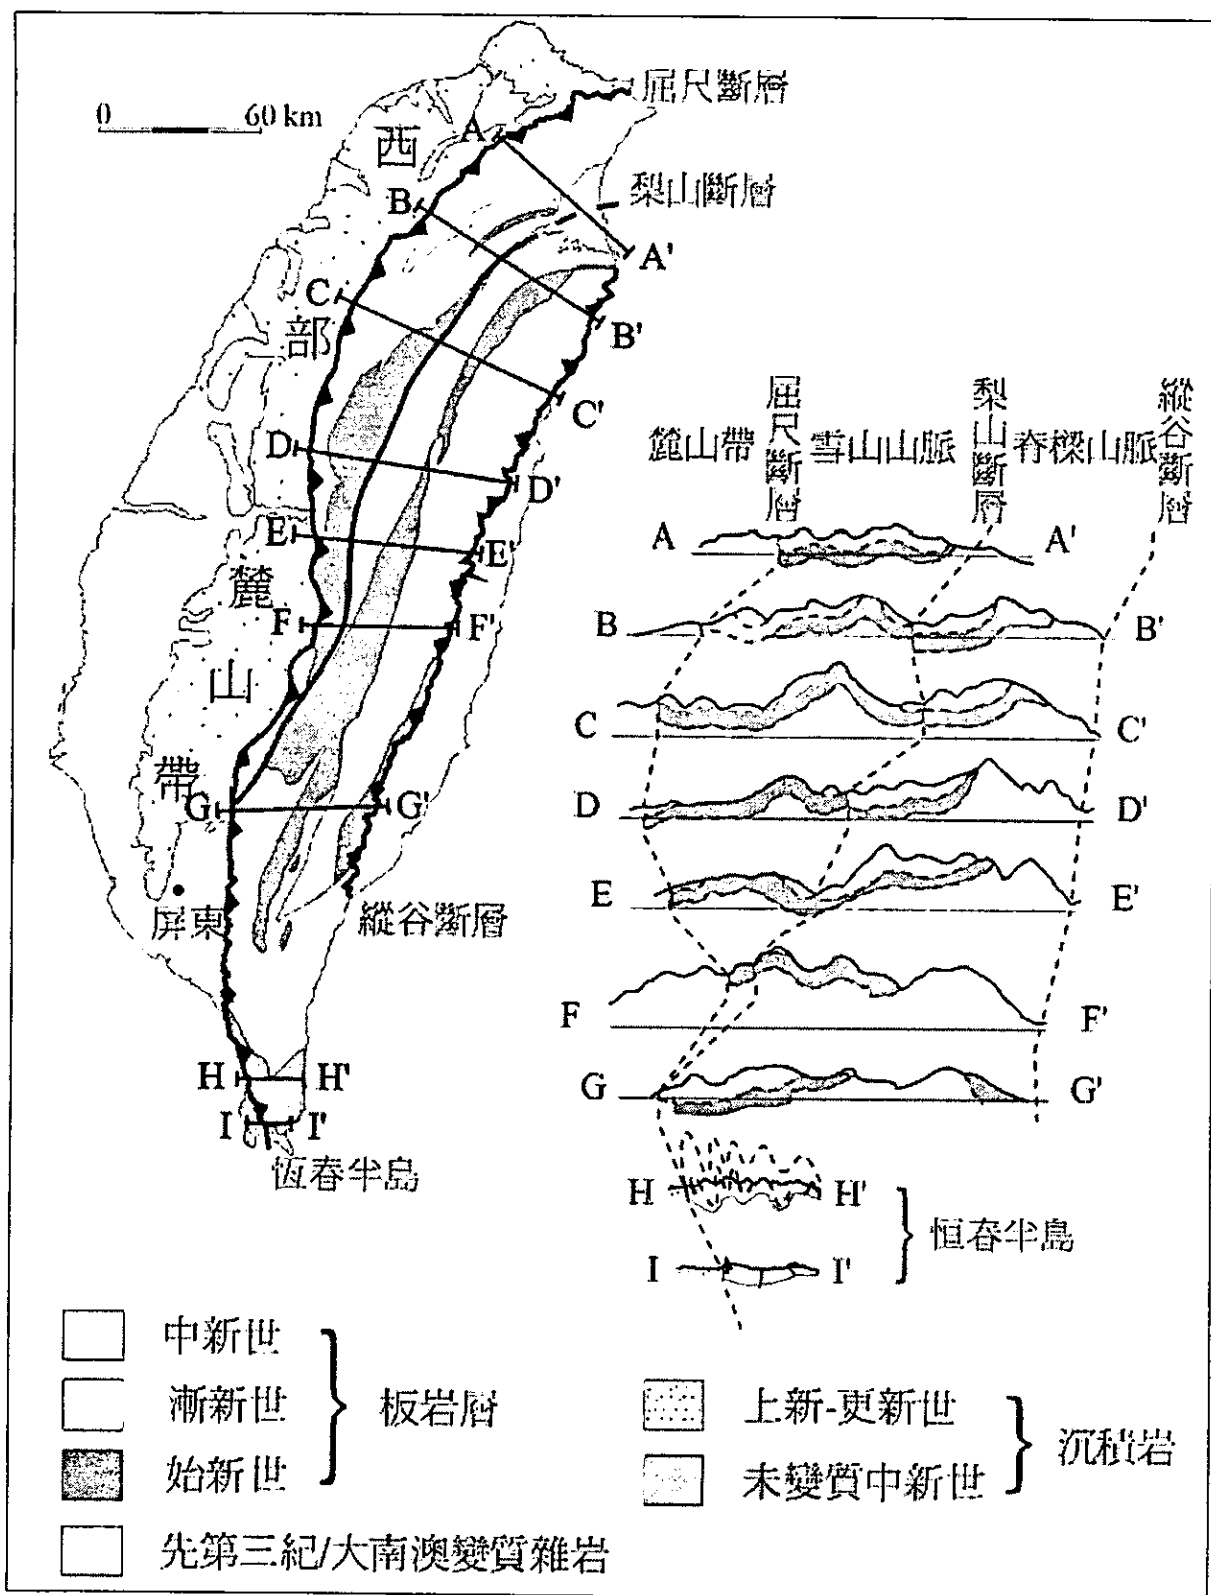 屈尺斷層
0 60 km
西
A
梨山斷層
B
A'
C
部
B'
C'
D
D'
E
E'
麓
F
F'
山
帶
G
G'
屏東
縱谷斷層
H
H'
I
I'
恆春半島
麓山帶
屈尺斷層
雪山山脈
梨山斷層
脊樑山脈
縱谷斷層
A A'
B B'
C C'
D D'
E E'
F F'
G G'
H H'
恒春半島
I I'
中新世
漸新世
始新世
板岩層
先第三紀/大南澳變質雜岩
上新-更新世
未變質中新世
沉積岩